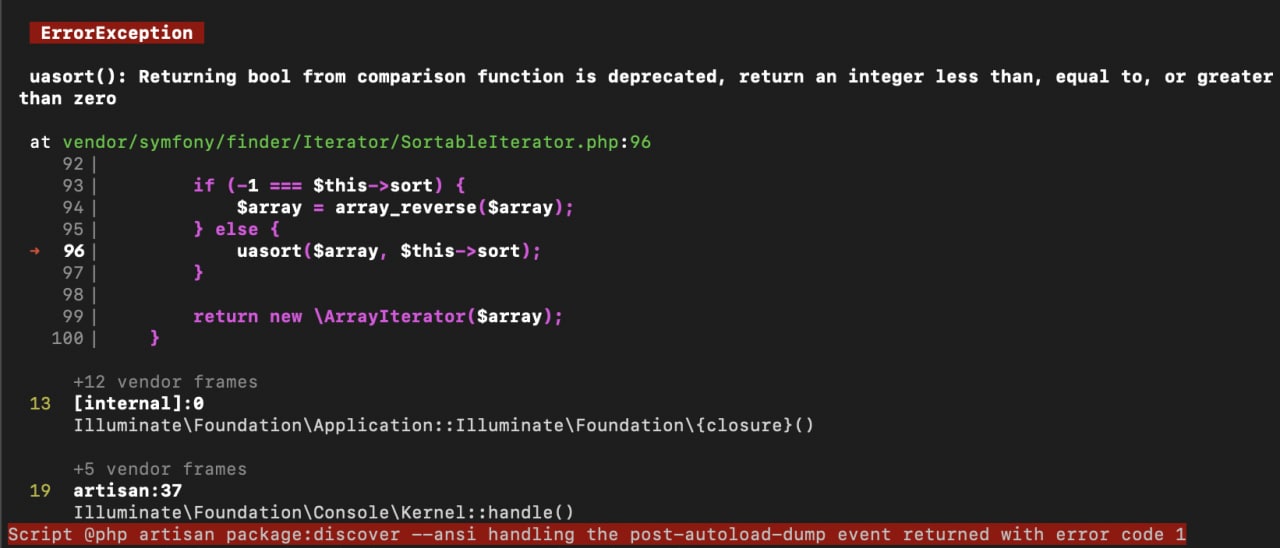 ErrorException
uasort(): Returning bool from comparison function is deprecated, return an integer less than, equal to, or greater
than zero
at vendor/symfony/finder/Iterator/SortableIterator.php:96
92|
93|         if (-1 === $this->sort) {
94|             $array = array_reverse($array);
95|         } else {
➜ 96|             uasort($array, $this->sort);
97|         }
98|
99|         return new \ArrayIterator($array);
100|     }
+12 vendor frames
13 [internal]:0
Illuminate\Foundation\Application::Illuminate\Foundation\{closure}()
+5 vendor frames
19 artisan:37
Illuminate\Foundation\Console\Kernel::handle()
Script @php artisan package:discover --ansi handling the post-autoload-dump event returned with error code 1